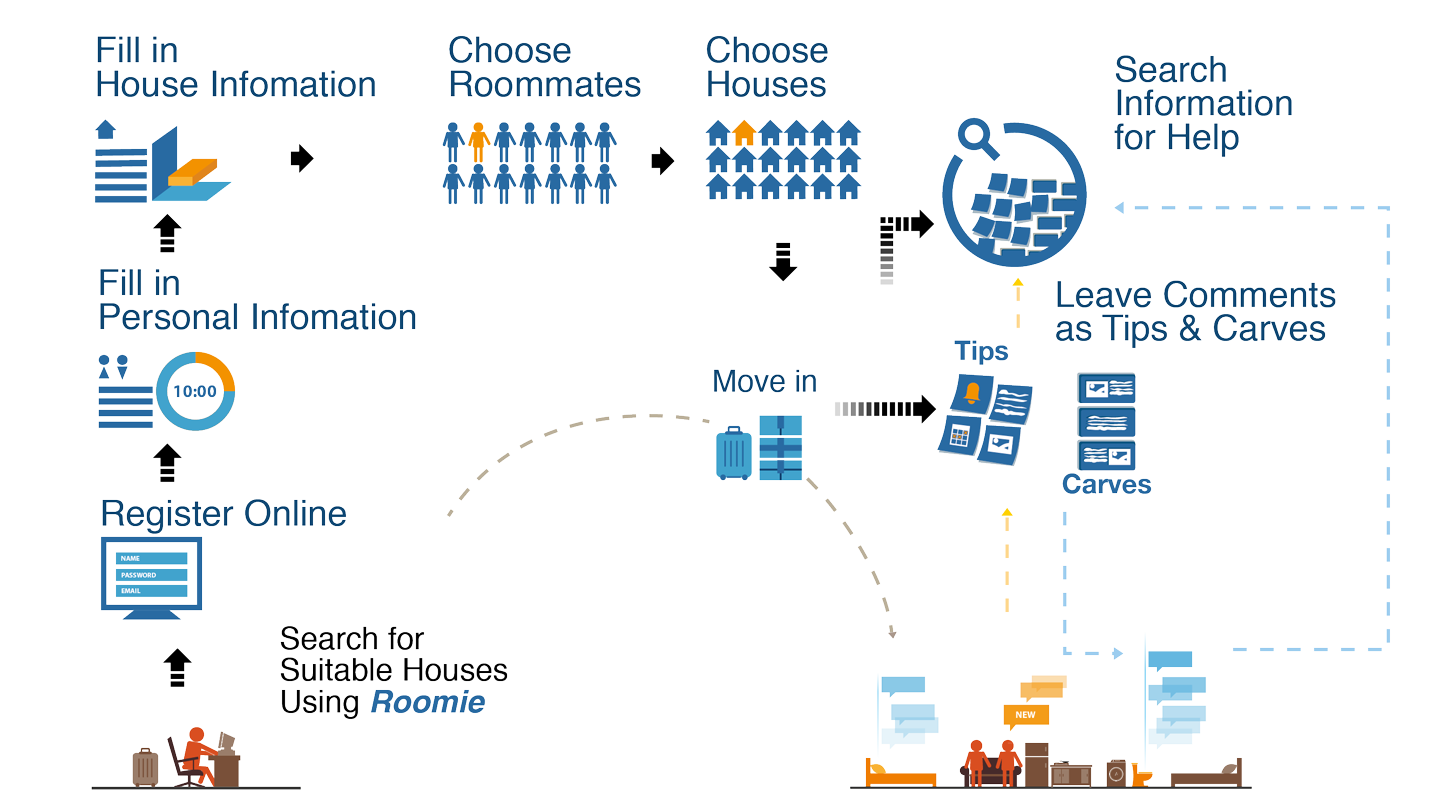 Fill in
House Infomation
Choose
Roommates
Choose
Houses
Search
Information
for Help
Fill in
Personal Infomation
10:00
Leave Comments
as Tips & Carves
Tips
Move in
Carves
Register Online
NAME
PASSWORD
EMAIL
Search for
Suitable Houses
Using Roomie
NEW